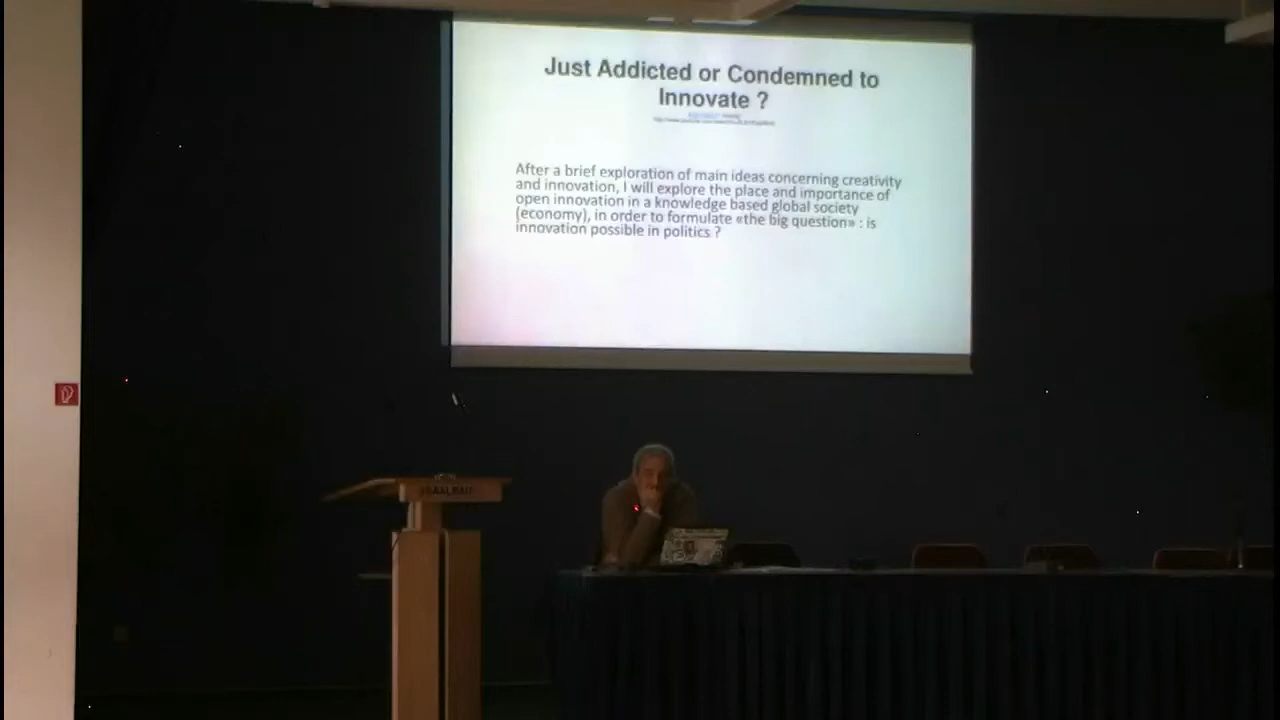 Just Addicted or Condemned to
Innovate ?
After a brief exploration of main ideas concerning creativity
and innovation, I will explore the place and importance of
open innovation in a knowledge based global society
(economy), in order to formulate «the big question» : is
innovation possible in politics ?